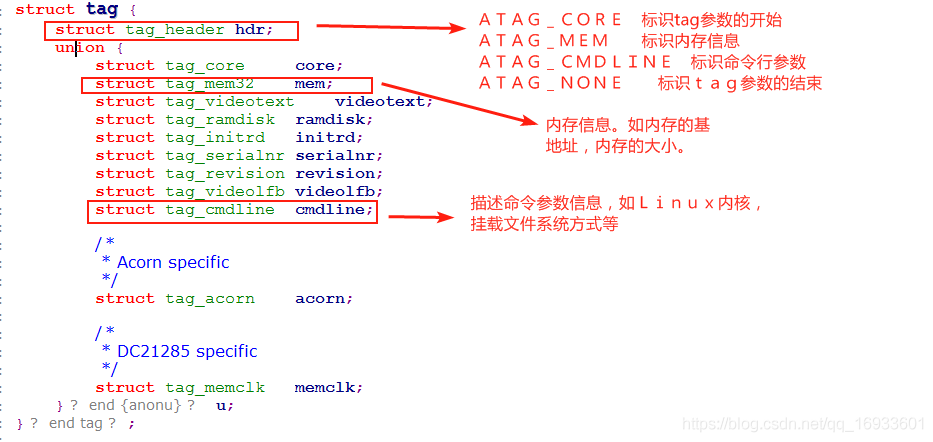 struct tag {
struct tag_header hdr;
union {
struct tag_core core;
struct tag_mem32 mem;
struct tag_videotext videotext;
struct tag_ramdisk ramdisk;
struct tag_initrd initrd;
struct tag_serialnr serialnr;
struct tag_revision revision;
struct tag_videolfb videolfb;
struct tag_cmdline cmdline;
/*
* Acorn specific
*/
struct tag_acorn acorn;
/*
* DC21285 specific
*/
struct tag_memclk memclk;
} ? end {anonu} ? u;
} ? end tag ? ;
ATAG_CORE 标识tag参数的开始
ATAG_MEM 标识内存信息
ATAG_CMDLINE 标识命令行参数
ATAG_NONE 标识tag参数的结束
内存信息。如内存的基
地址，内存的大小。
描述命令参数信息，如Linux内核，
挂载文件系统方式等
https://blog.csdn.net/qq_16933601